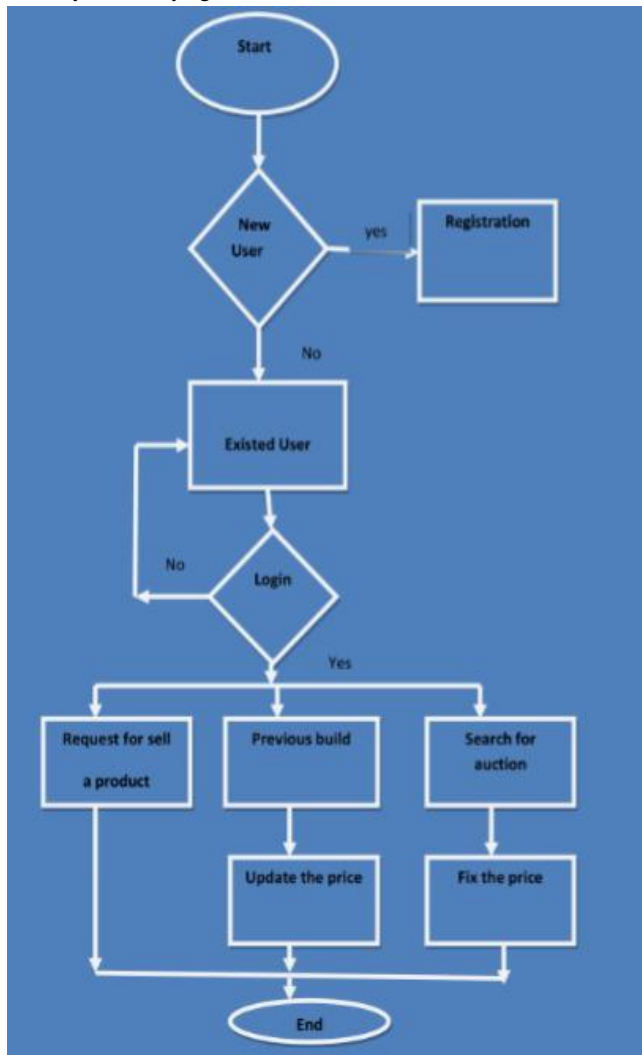 Start
New
User
yes
Registration
No
Existed User
No
Login
Yes
Request for sell
a product
Previous build
Search for
auction
Update the price
Fix the price
End